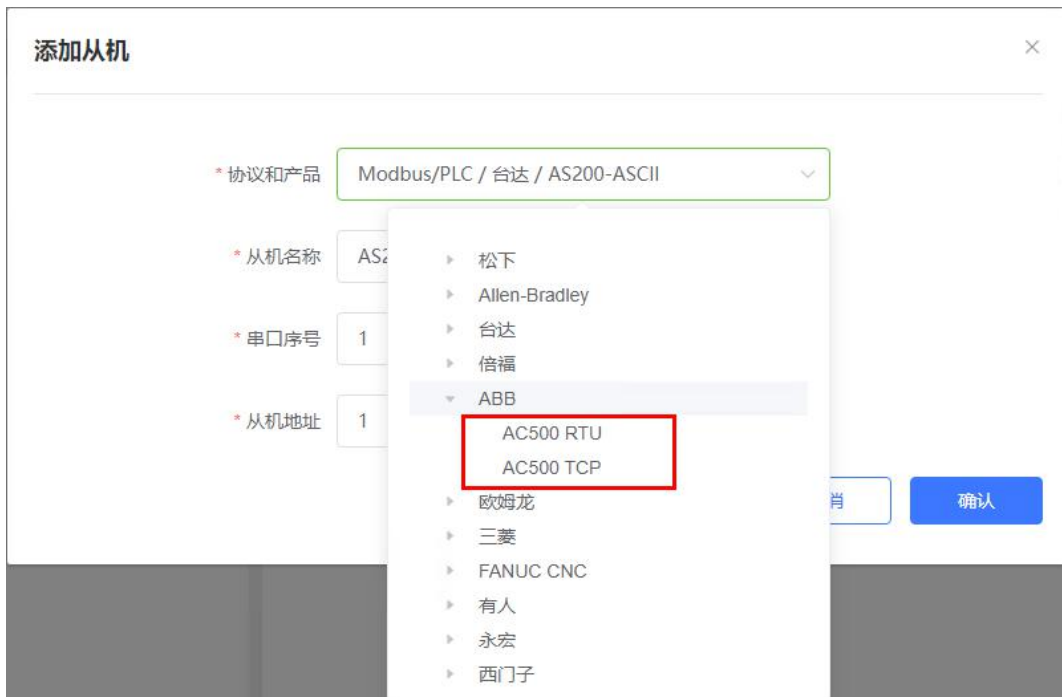 添加从机
* 协议和产品 Modbus/PLC / 台达 / AS200-ASCII
* 从机名称 AS2
* 串口序号 1
* 从机地址 1
松下
Allen-Bradley
台达
倍福
ABB
AC500 RTU
AC500 TCP
欧姆龙
三菱
FANUC CNC
有人
永宏
西门子
消 确认